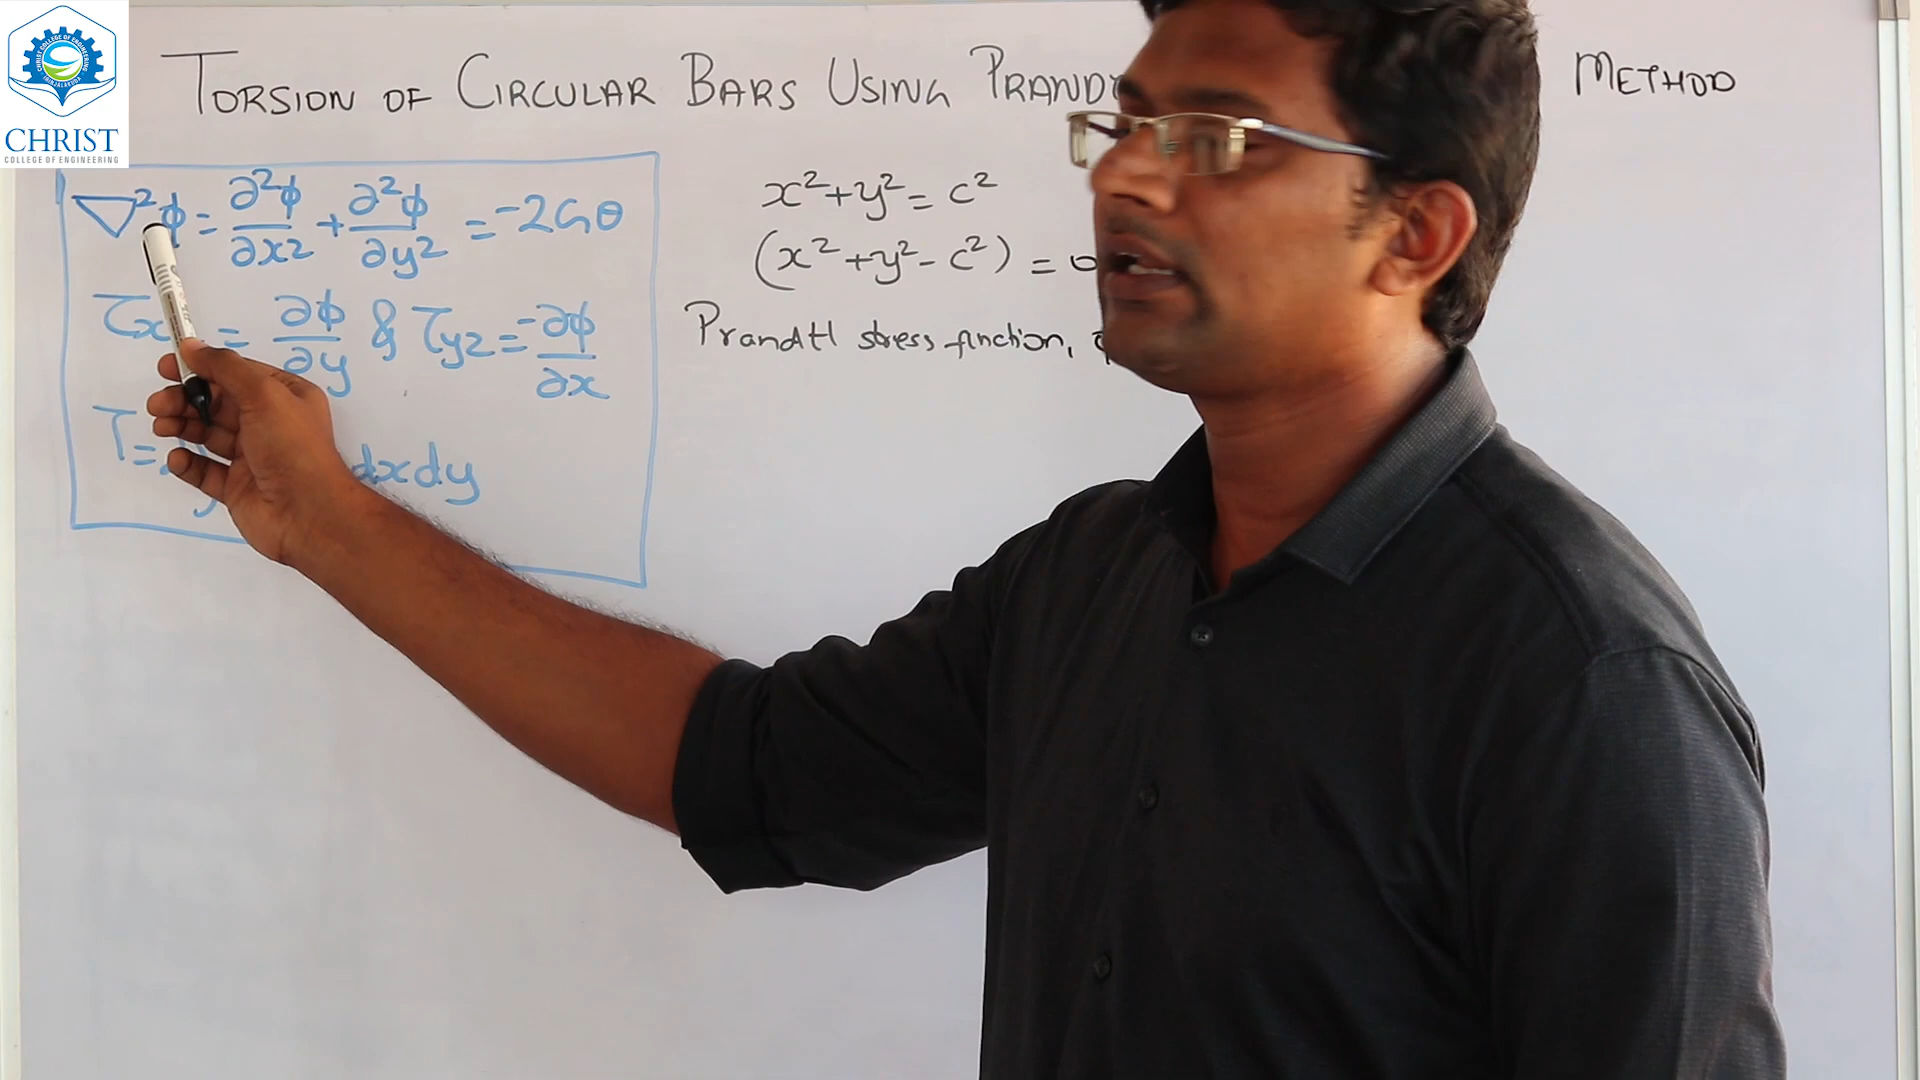 CHRIST
COLLEGE OF ENGINEERING
TORSION OF CIRCULAR BARS USING METHOD
∇²ϕ = ∂²ϕ/∂x² + ∂²ϕ/∂y² = -2Gθ
= ∂ϕ/∂y & τyz = -∂ϕ/∂x
T = dxdy
x²+y² = c²
(x²+y²-c²) = 0
Prandtl stress function,